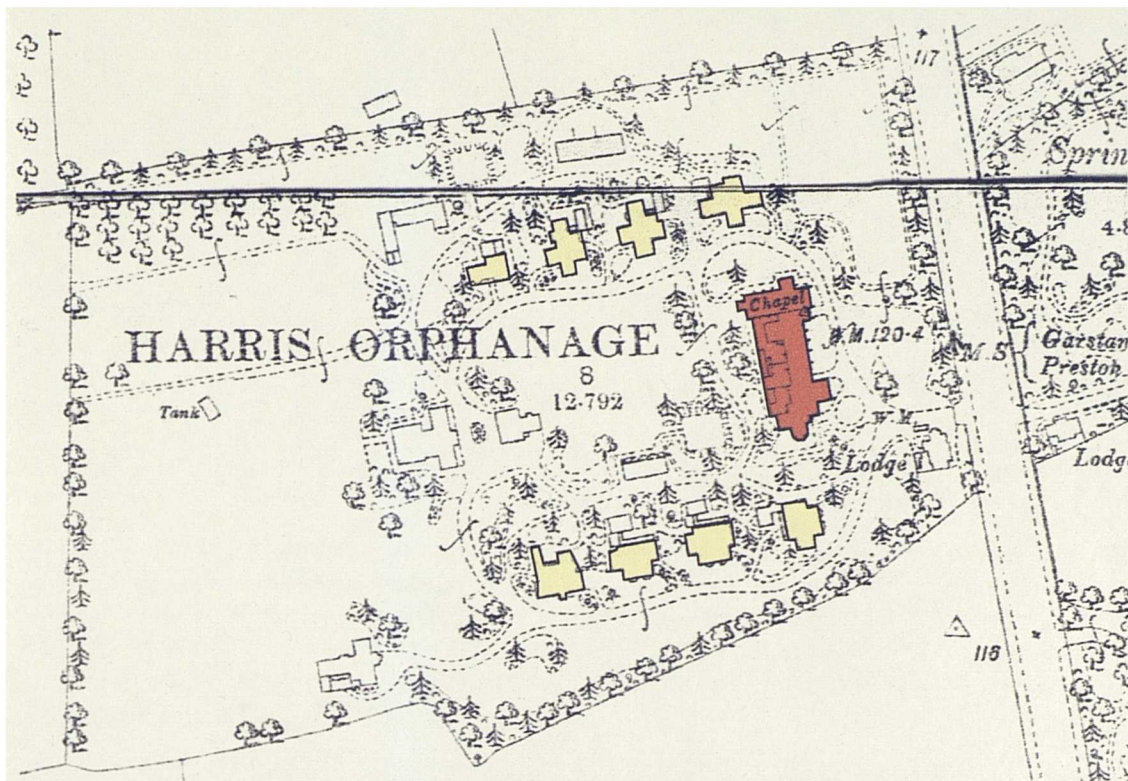 117
Sprin
4.8
Chapel
B.M.120.4
HARRIS ORPHANAGE
8
12.792
M.S
Garstan
Preston
Tank
W.M.
Lodge
Lodge
116